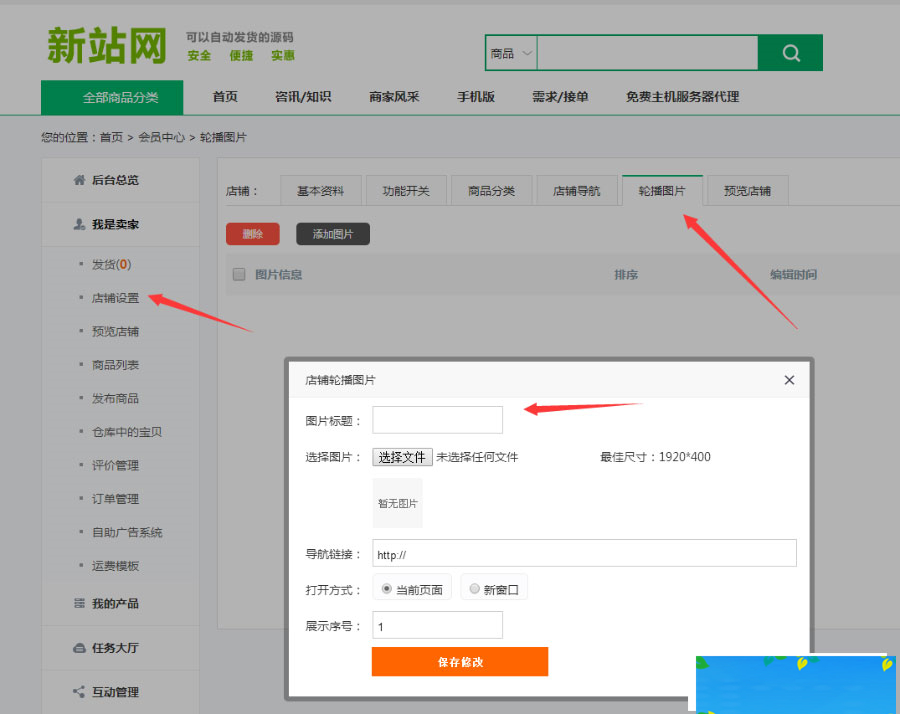 新站网
可以自动发货的源码
安全 便捷 实惠
商品
全部商品分类 首页 咨讯/知识 商家风采 手机版 需求/接单 免费主机服务器代理
您的位置：首页 > 会员中心 > 轮播图片
后台总览
我是卖家
发货(0)
店铺设置
预览店铺
商品列表
发布商品
仓库中的宝贝
评价管理
订单管理
自助广告系统
运费模板
我的产品
任务大厅
互动管理
店铺： 基本资料 功能开关 商品分类 店铺导航 轮播图片 预览店铺
删除 添加图片
图片信息 排序 编辑时间
店铺轮播图片
图片标题：
选择图片： 选择文件 未选择任何文件 最佳尺寸：1920*400
暂无图片
导航链接： http://
打开方式： 当前页面 新窗口
展示序号： 1
保存修改